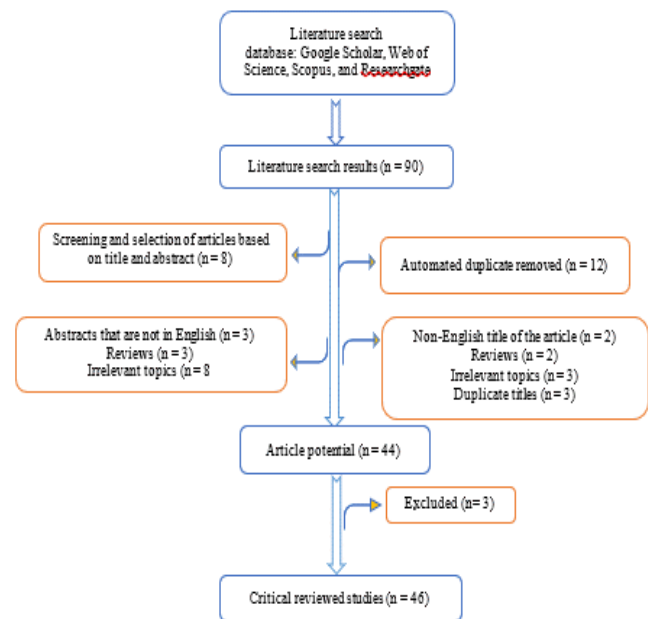 Literature search
database: Google Scholar, Web of
Science, Scopus, and Researchgate
Literature search results (n = 90)
Screening and selection of articles based
on title and abstract (n = 8)
Automated duplicate removed (n = 12)
Abstracts that are not in English (n = 3)
Reviews (n = 3)
Irrelevant topics (n = 8
Non-English title of the article (n = 2)
Reviews (n = 2)
Irrelevant topics (n = 3)
Duplicate titles (n = 3)
Article potential (n = 44)
Excluded (n= 3)
Critical reviewed studies (n = 46)